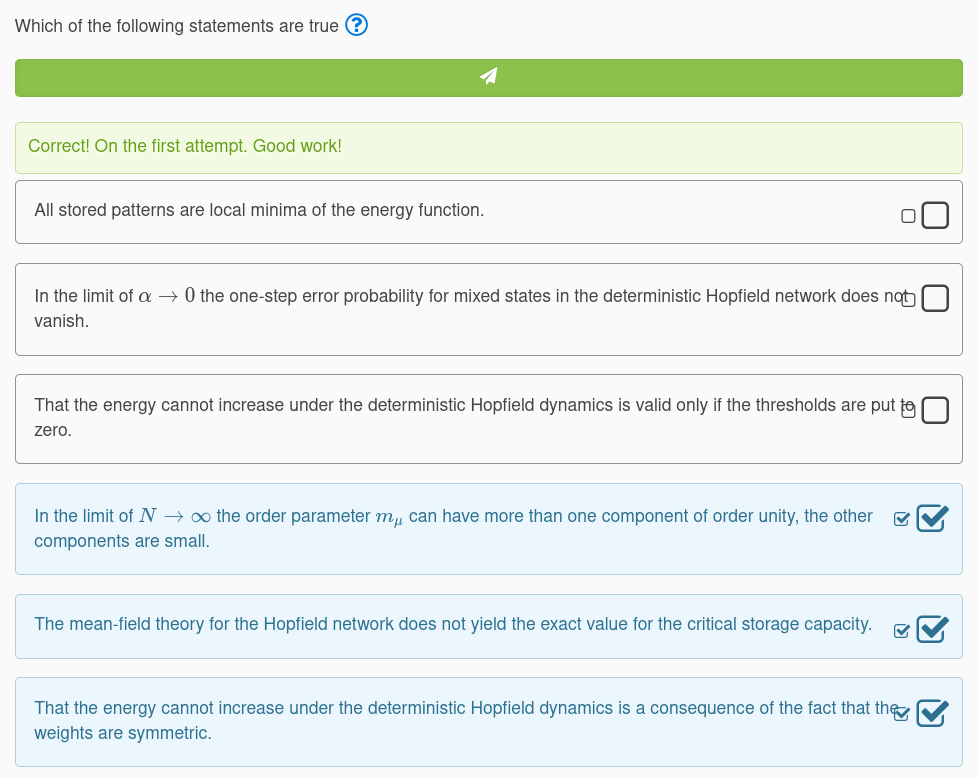 Which of the following statements are true ?
Correct! On the first attempt. Good work!
All stored patterns are local minima of the energy function.
In the limit of α → 0 the one-step error probability for mixed states in the deterministic Hopfield network does not
vanish.
That the energy cannot increase under the deterministic Hopfield dynamics is valid only if the thresholds are put to
zero.
In the limit of N → ∞ the order parameter mμ can have more than one component of order unity, the other
components are small.
The mean-field theory for the Hopfield network does not yield the exact value for the critical storage capacity.
That the energy cannot increase under the deterministic Hopfield dynamics is a consequence of the fact that the
weights are symmetric.